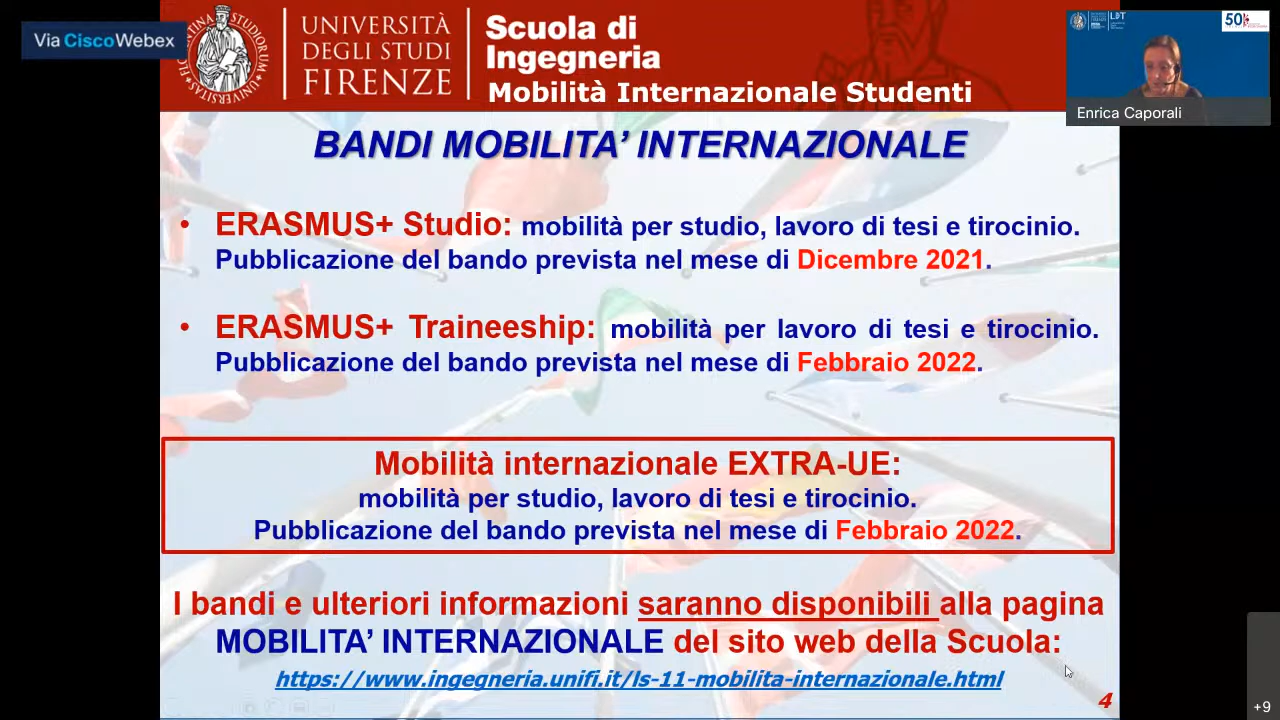 Via Cisco Webex
UNIVERSITÀ
DEGLI STUDI
FIRENZE
Scuola di
Ingegneria
Mobilità Internazionale Studenti
LDT
50
Enrica Caporali
BANDI MOBILITA’ INTERNAZIONALE
• ERASMUS+ Studio: mobilità per studio, lavoro di tesi e tirocinio.
Pubblicazione del bando prevista nel mese di Dicembre 2021.
• ERASMUS+ Traineeship: mobilità per lavoro di tesi e tirocinio.
Pubblicazione del bando prevista nel mese di Febbraio 2022.
Mobilità internazionale EXTRA-UE:
mobilità per studio, lavoro di tesi e tirocinio.
Pubblicazione del bando prevista nel mese di Febbraio 2022.
I bandi e ulteriori informazioni saranno disponibili alla pagina
MOBILITA’ INTERNAZIONALE del sito web della Scuola:
https://www.ingegneria.unifi.it/ls-11-mobilita-internazionale.html
4
+9